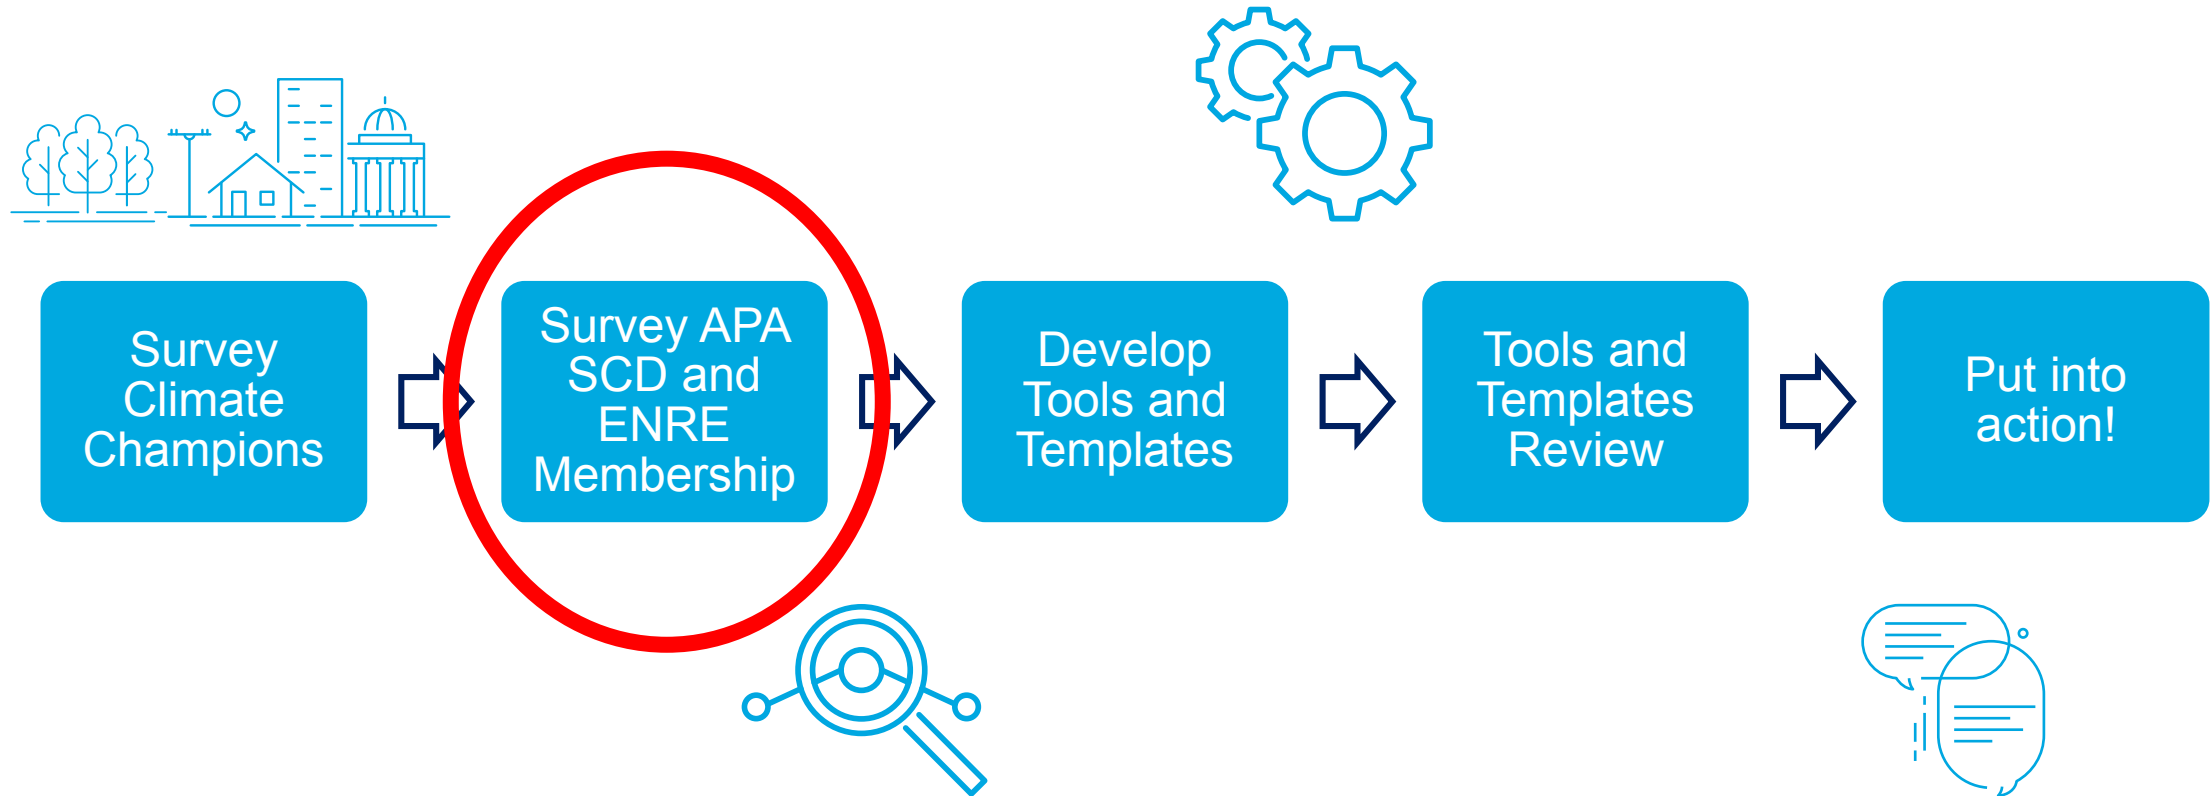 Survey
Climate
Champions
Survey APA
SCD and
ENRE
Membership
Develop
Tools and
Templates
Tools and
Templates
Review
Put into
action!